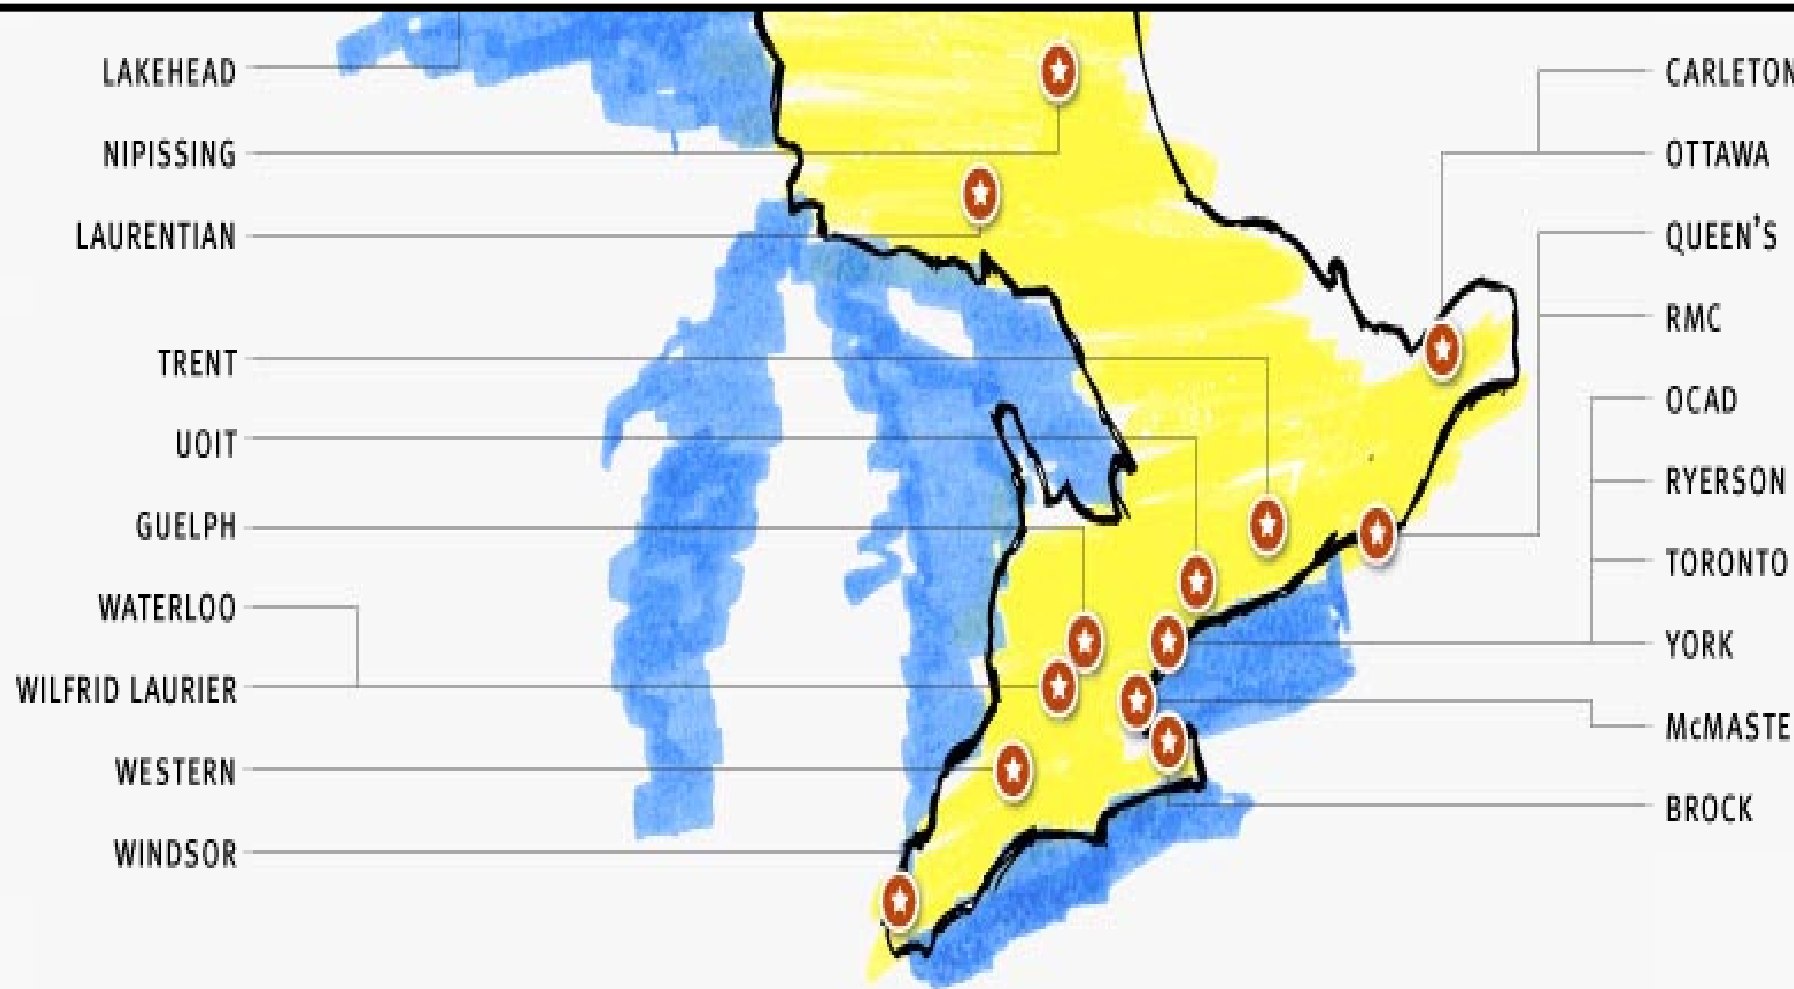 LAKEHEAD
NIPISSING
LAURENTIAN
TRENT
UOIT
GUELPH
WATERLOO
WILFRID LAURIER
WESTERN
WINDSOR
CARLETON
OTTAWA
QUEEN'S
RMC
OCAD
RYERSON
TORONTO
YORK
McMASTE
BROCK